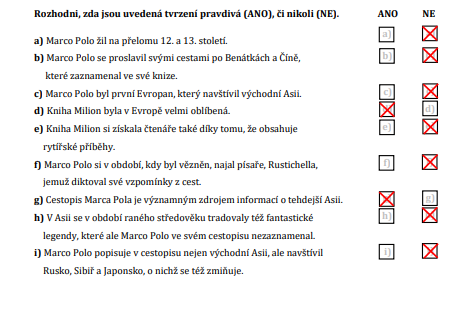 Rozhodni, zda jsou uvedená tvrzení pravdivá (ANO), či nikoli (NE). ANO NE
a) Marco Polo žil na přelomu 12. a 13. století. a)
b) Marco Polo se proslavil svými cestami po Benátkách a Číně, b)
které zaznamenal ve své knize.
c) Marco Polo byl první Evropan, který navštívil východní Asii. c)
d) Kniha Milion byla v Evropě velmi oblíbená. d)
e) Kniha Milion si získala čtenáře také díky tomu, že obsahuje e)
rytířské příběhy.
f) Marco Polo si v období, kdy byl vězněn, najal písaře, Rustichella, f)
jemuž diktoval své vzpomínky z cest.
g) Cestopis Marca Pola je významným zdrojem informací o tehdejší Asii. g)
h) V Asii se v období raného středověku tradovaly též fantastické h)
legendy, které ale Marco Polo ve svém cestopisu nezaznamenal.
i) Marco Polo popisuje v cestopisu nejen východní Asii, ale navštívil i)
Rusko, Sibiř a Japonsko, o nichž se též zmiňuje.